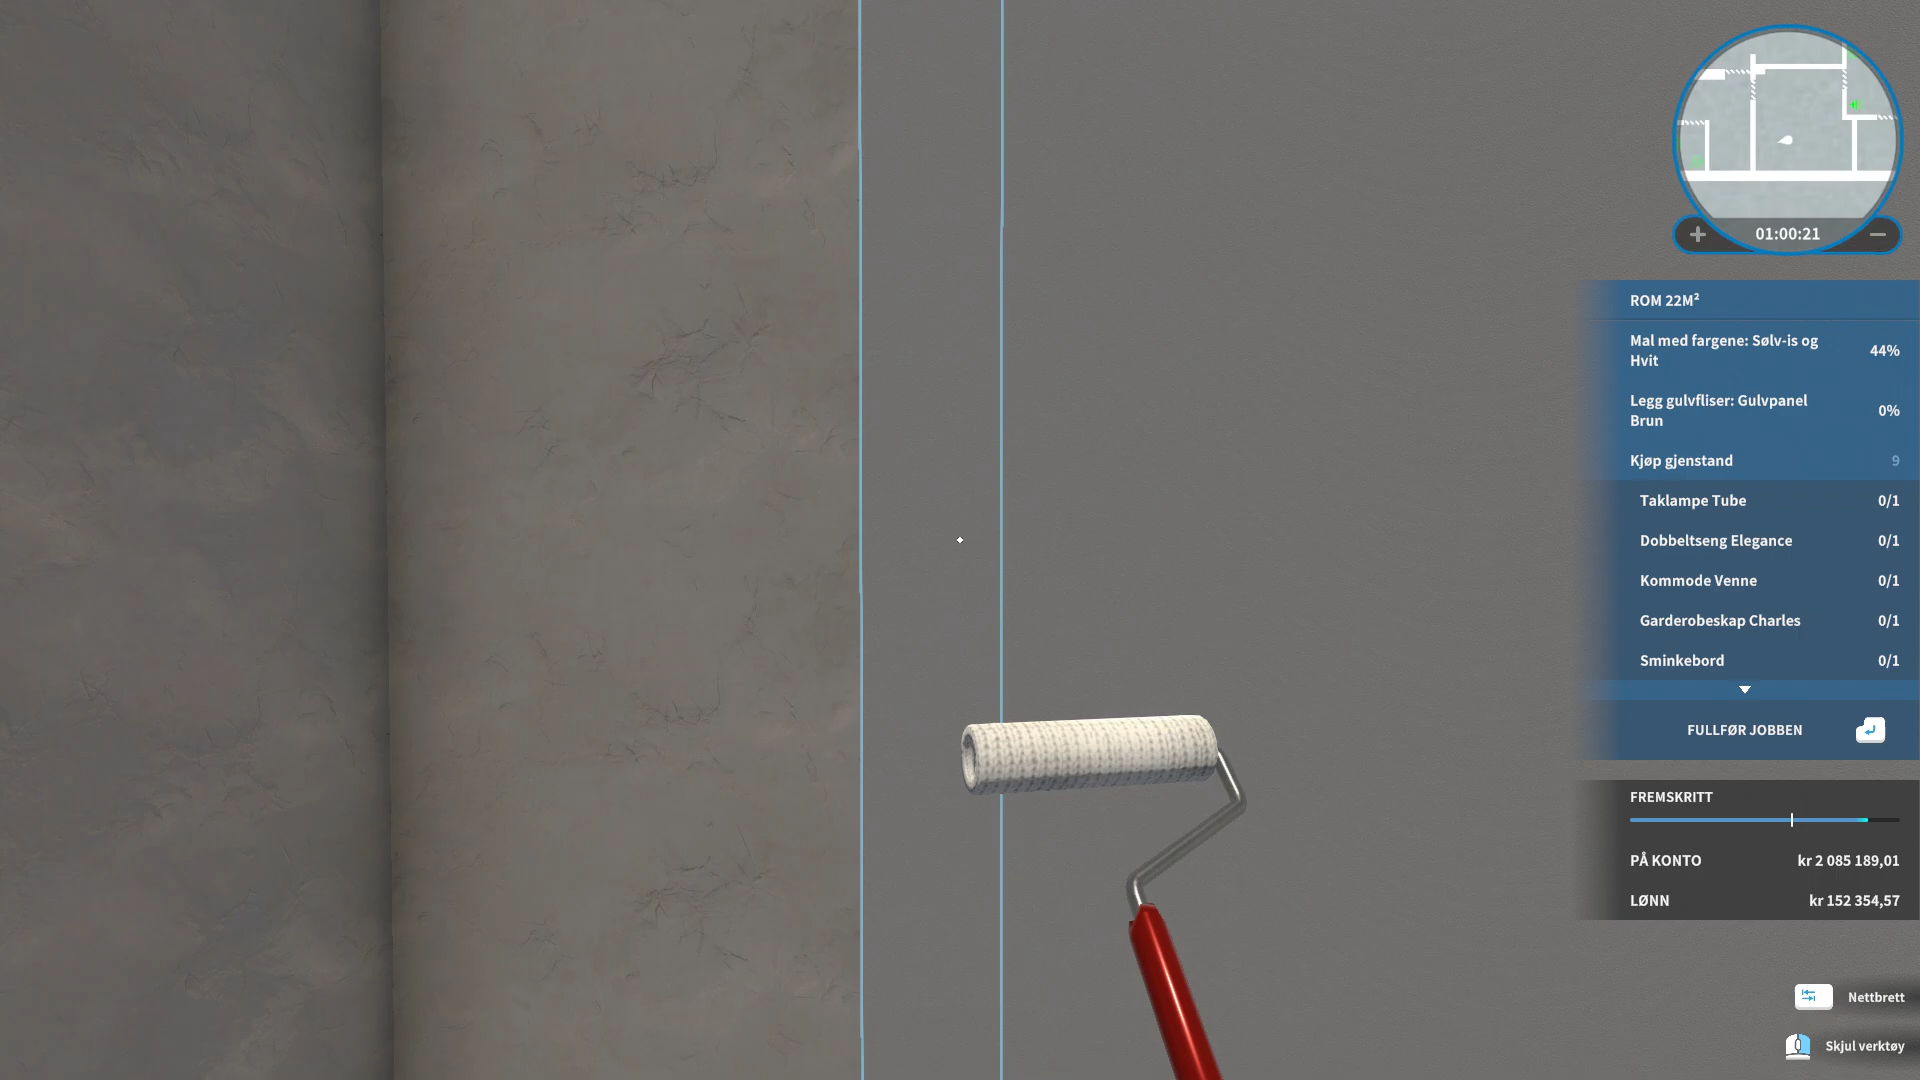 01:00:21
ROM 22M²
Mal med fargene: Sølv-is og
Hvit
44%
Legg gulvfliser: Gulvpanel
Brun
0%
Kjøp gjenstand 9
Taklampe Tube 0/1
Dobbeltseng Elegance 0/1
Kommode Venne 0/1
Garderobeskap Charles 0/1
Sminkebord 0/1
FULLFØR JOBBEN
FREMSKRITT
PÅ KONTO kr 2 085 189,01
LØNN kr 152 354,57
Nettbrett
Skjul verktøy